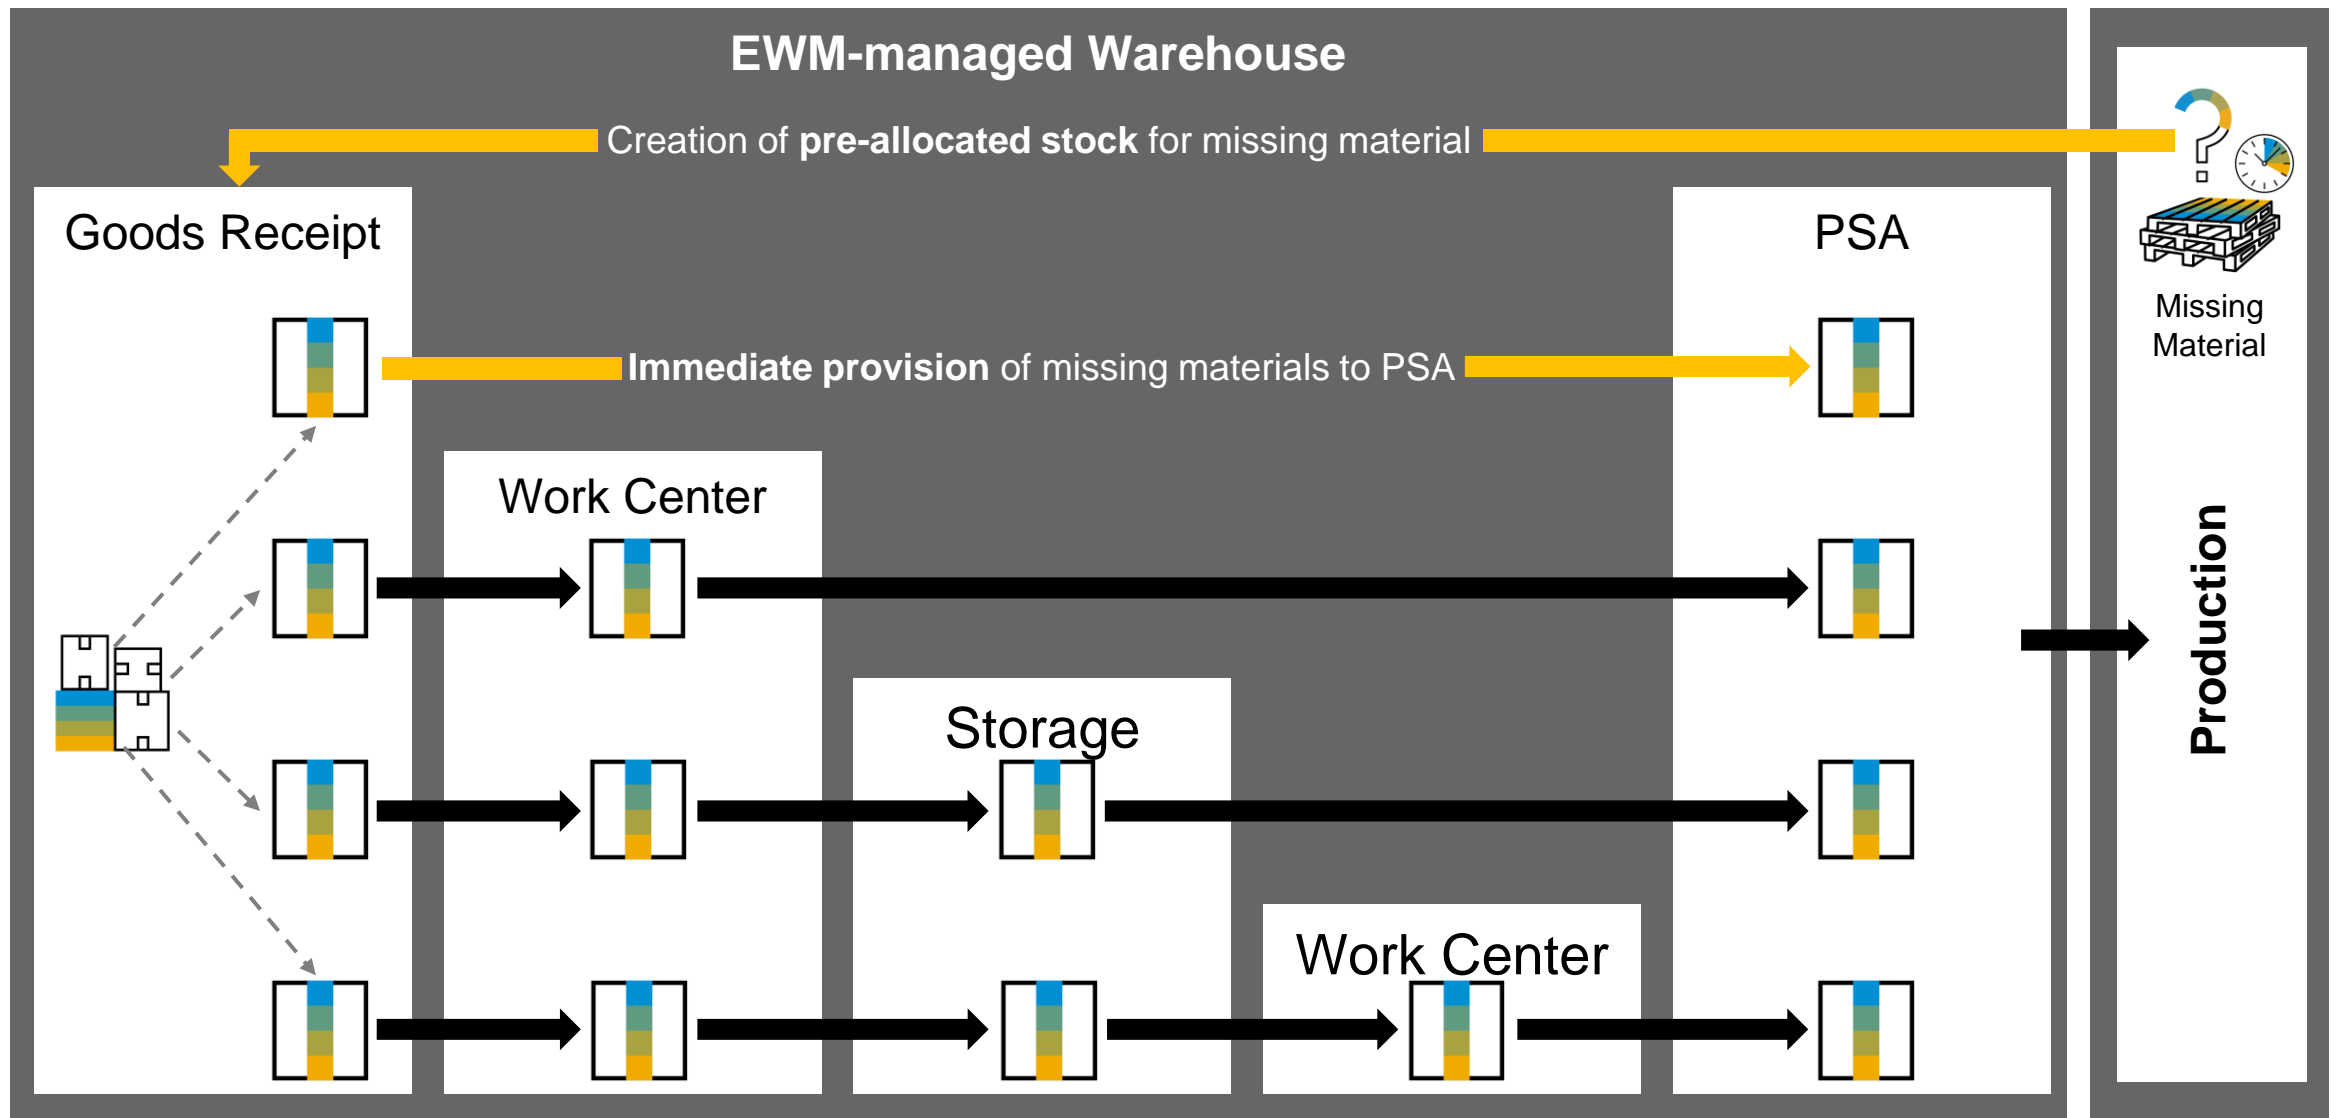 EWM-managed Warehouse
Creation of pre-allocated stock for missing material
Goods Receipt
PSA
Missing
Material
Immediate provision of missing materials to PSA
Work Center
Production
Storage
Work Center